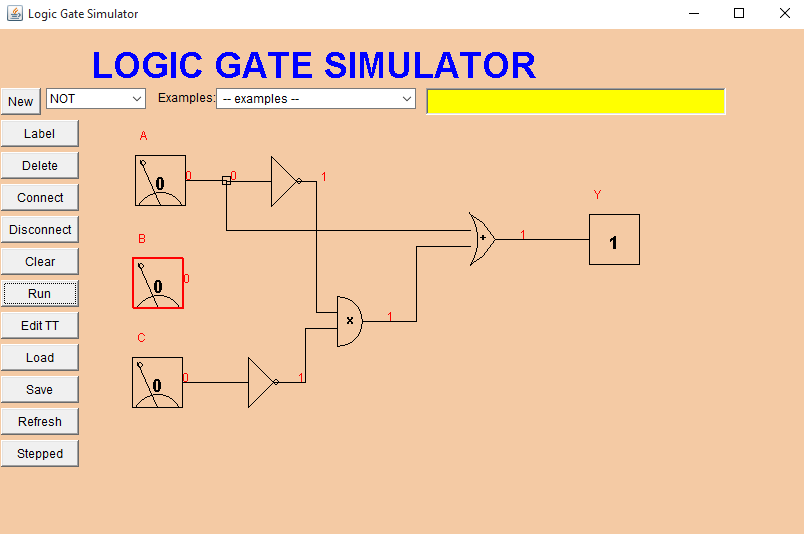 Logic Gate Simulator
LOGIC GATE SIMULATOR
New NOT Examples: -- examples --
Label
Delete
Connect
Disconnect
Clear
Run
Edit TT
Load
Save
Refresh
Stepped
A
0 0 0 1
Y
1 + 1
B
0 0
x 1
C
0 0 1